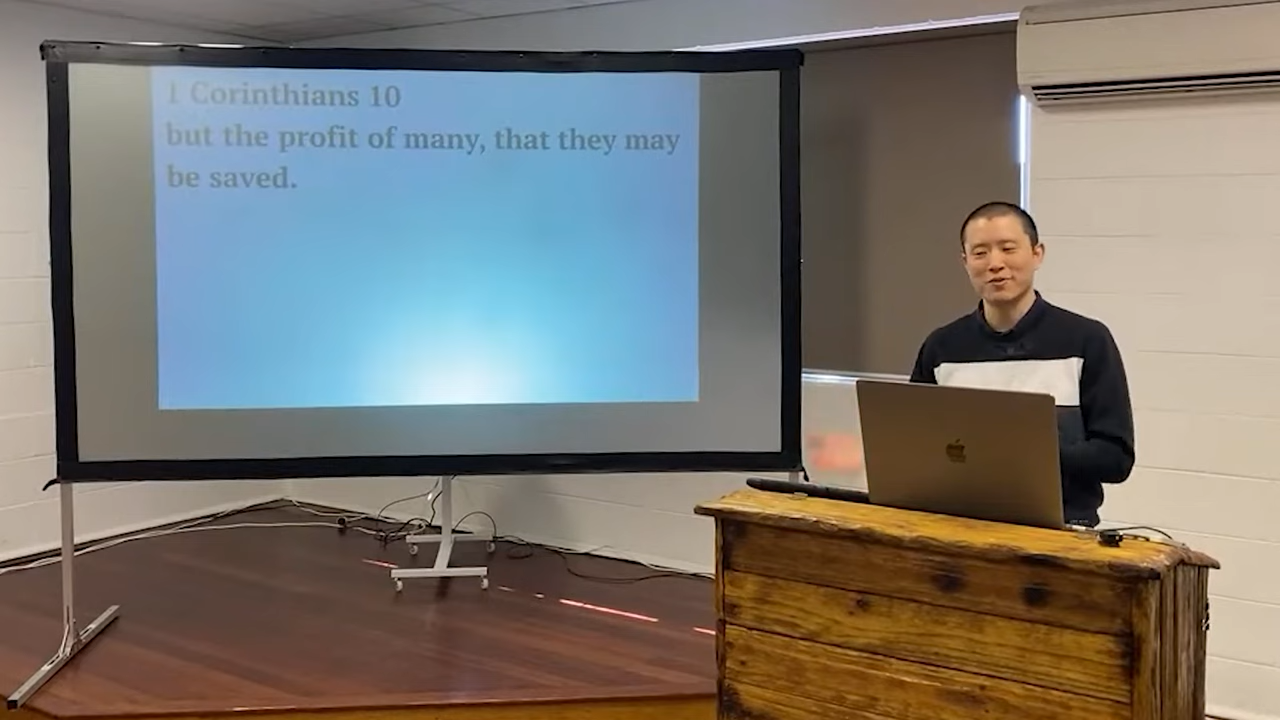 1 Corinthians 10
but the profit of many, that they may
be saved.